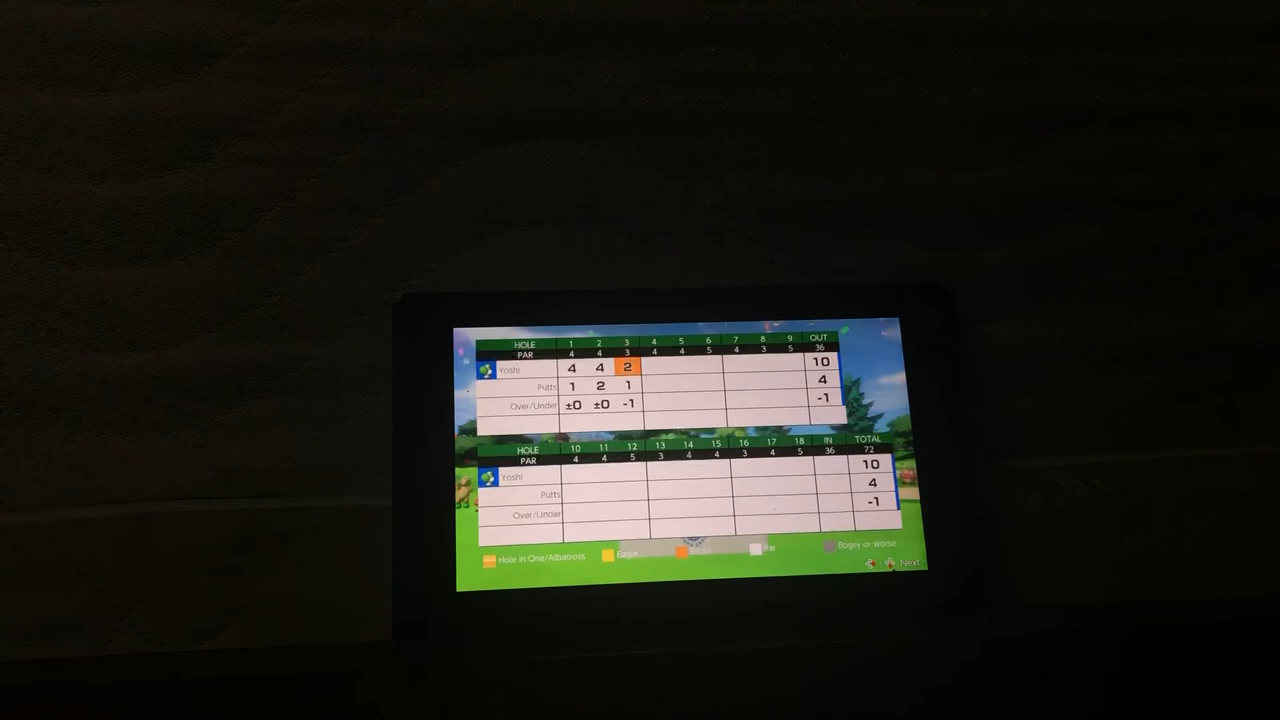 HOLE 1 2 3 4 5 6 7 8 9 OUT
PAR 4 4 3 4 4 5 4 3 5 36
Yoshi 4 4 2 10
Putts 1 2 1 4
Over/Under ±0 ±0 -1 -1
HOLE 10 11 12 13 14 15 16 17 18 IN TOTAL
PAR 4 4 5 3 4 4 3 4 5 36 72
Yoshi 10
Putts 4
Over/Under -1
Hole in One/Albatross Eagle Birdie Par Bogey or worse
Next